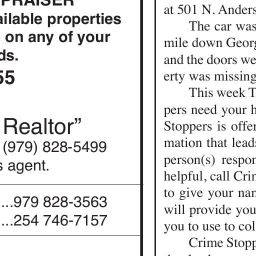 PRAISER
ailable properties
on any of your
ds.
55
Realtor”
(979) 828-5499
s agent.
...979 828-3563
...254 746-7157
at 501 N. Anders
The car was
mile down Georg
and the doors we
erty was missing
This week T
pers need your h
Stoppers is offer
mation that leads
person(s) respon
helpful, call Crim
to give your nam
will provide you
you to use to col
Crime Stopp